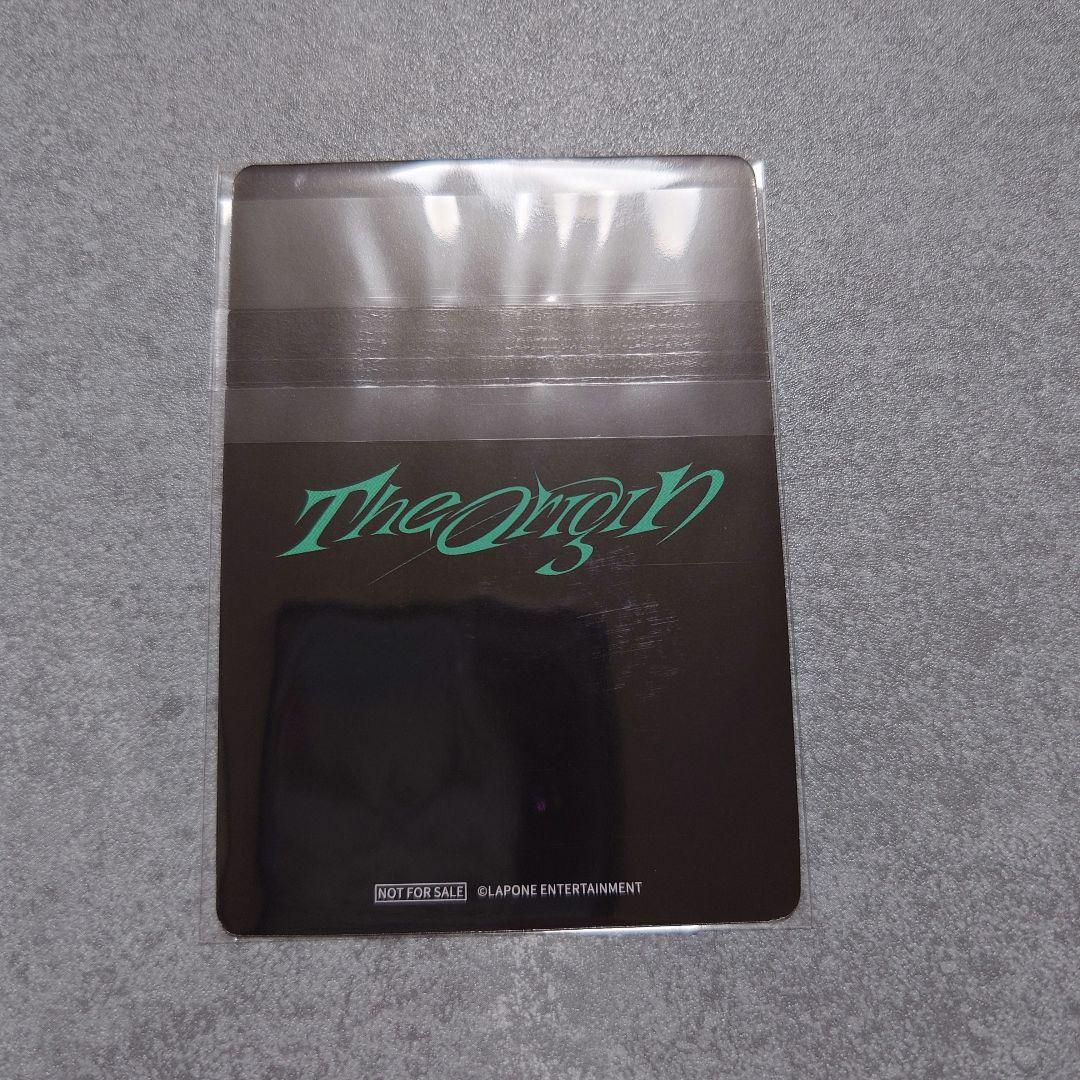 The Origin
NOT FOR SALE ©LAPONE ENTERTAINMENT